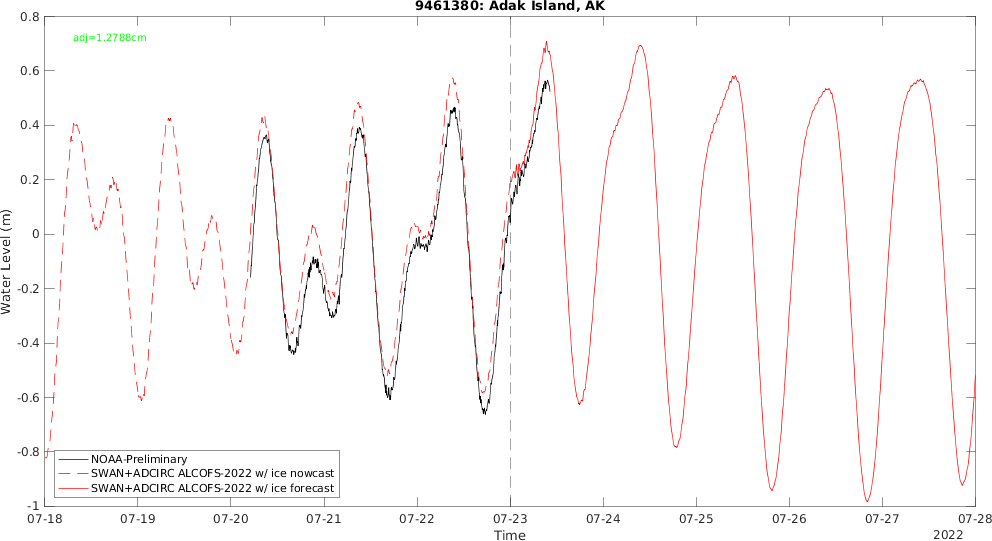 9461380: Adak Island, AK
adj=1.2788cm
0.8
0.6
0.4
0.2
0
-0.2
-0.4
-0.6
-0.8
-1
Water Level (m)
NOAA-Preliminary
SWAN+ADCIRC ALCOFS-2022 w/ ice nowcast
SWAN+ADCIRC ALCOFS-2022 w/ ice forecast
07-18 07-19 07-20 07-21 07-22 07-23 07-24 07-25 07-26 07-27 07-28
Time
2022